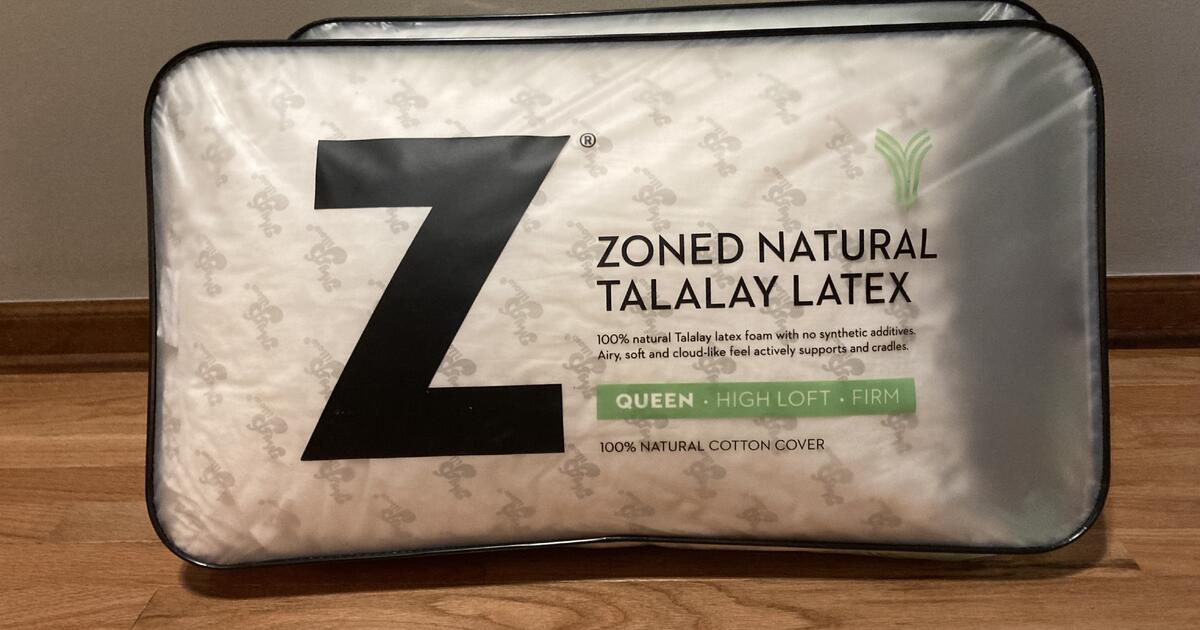 Z®
ZONED NATURAL
TALALAY LATEX
100% natural Talalay latex foam with no synthetic additives.
Airy, soft and cloud-like feel actively supports and cradles.
QUEEN · HIGH LOFT · FIRM
100% NATURAL COTTON COVER